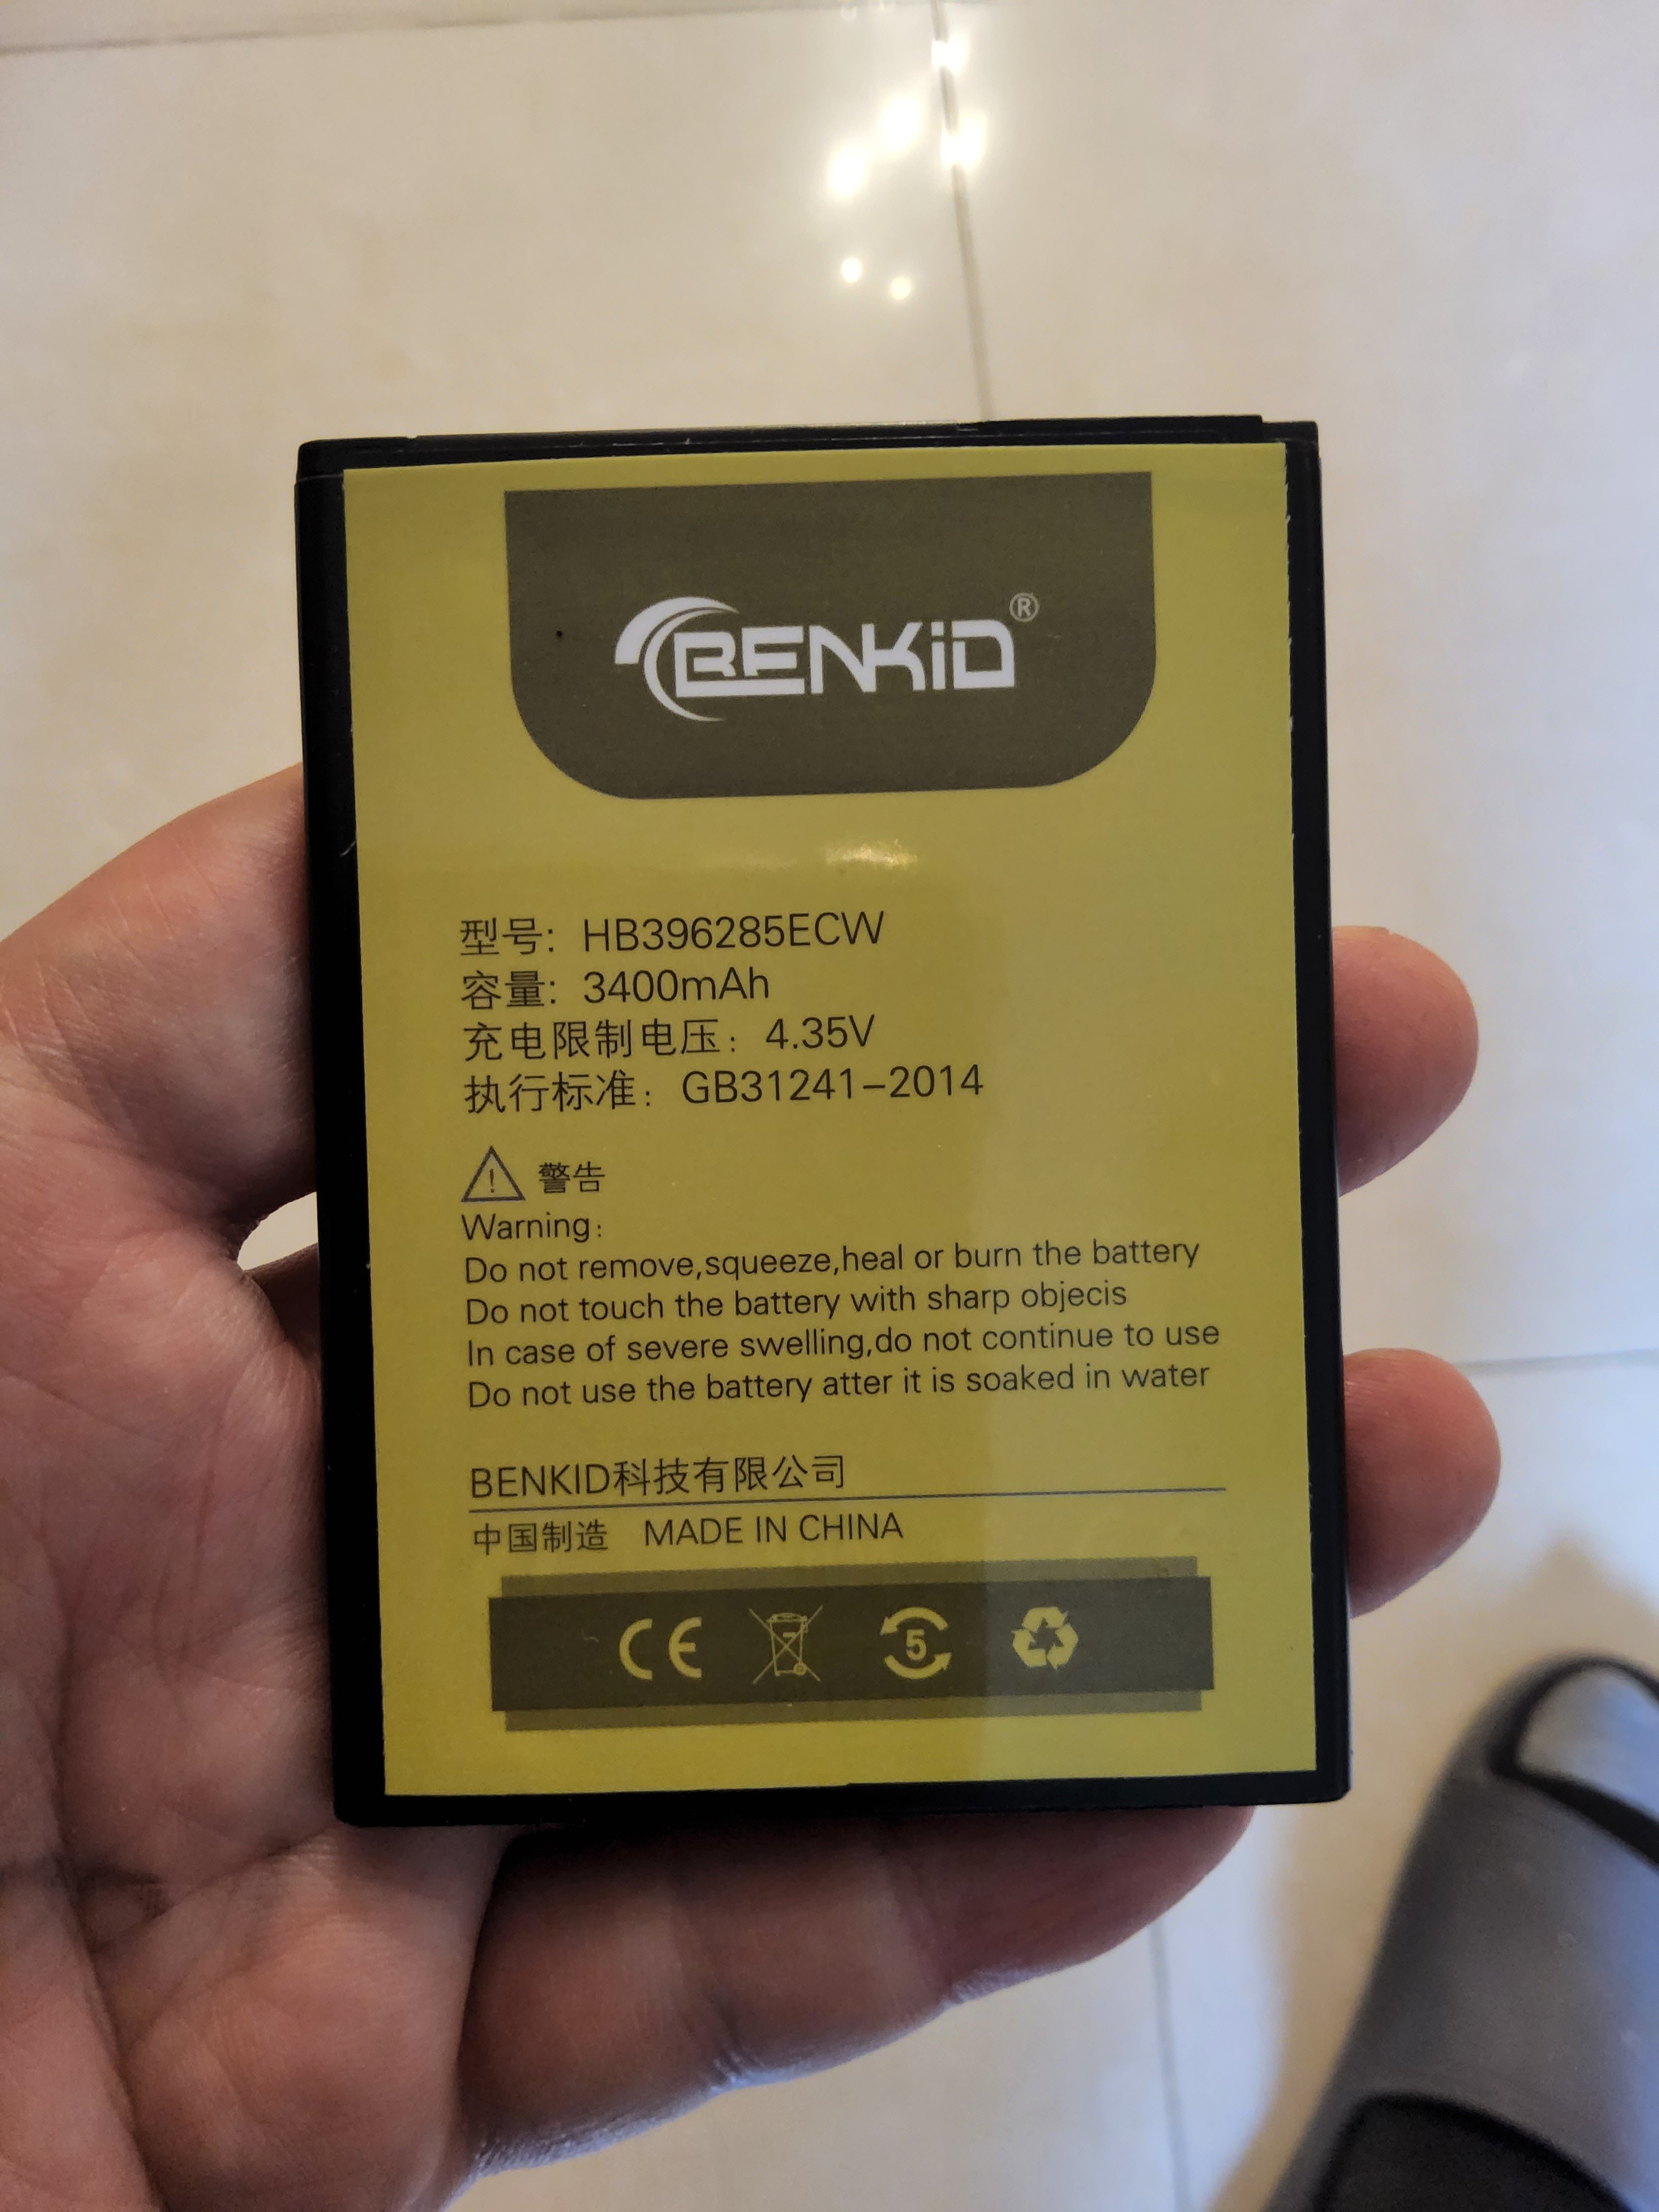 BENKiD®
型号: HB396285ECW
容量: 3400mAh
充电限制电压: 4.35V
执行标准: GB31241-2014
警告
Warning:
Do not remove,squeeze,heal or burn the battery
Do not touch the battery with sharp objecis
In case of severe swelling,do not continue to use
Do not use the battery atter it is soaked in water
BENKID科技有限公司
中国制造 MADE IN CHINA
CE 5